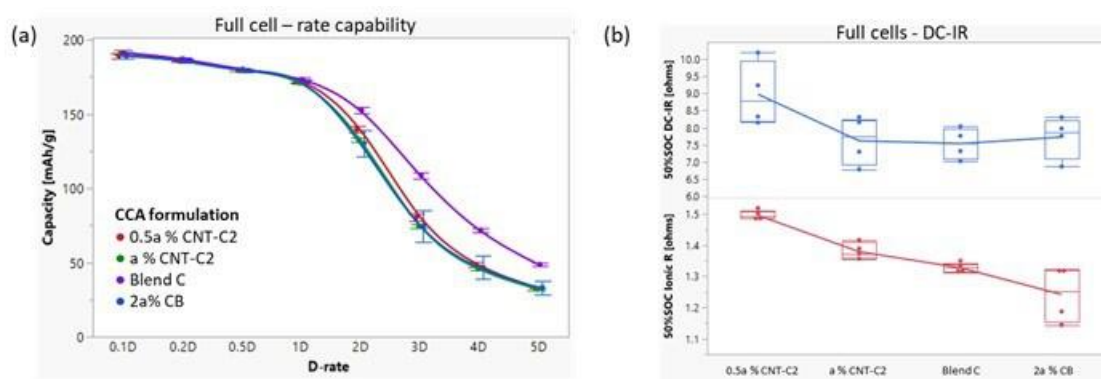 (a)
Full cell – rate capability
Capacity [mAh/g]
200
150
100
50
0
CCA formulation
0.5a % CNT-C2
a % CNT-C2
Blend C
2a% CB
0.1D 0.2D 0.5D 1D 2D 3D 4D 5D
D-rate
(b)
Full cells - DC-IR
50%SOC DC-IR [ohms]
10.0
9.5
9.0
8.5
8.0
7.5
7.0
6.5
6.0
50%SOC Ionic R [ohms]
1.5
1.4
1.3
1.2
1.1
0.5a % CNT-C2 a % CNT-C2 Blend C 2a % CB